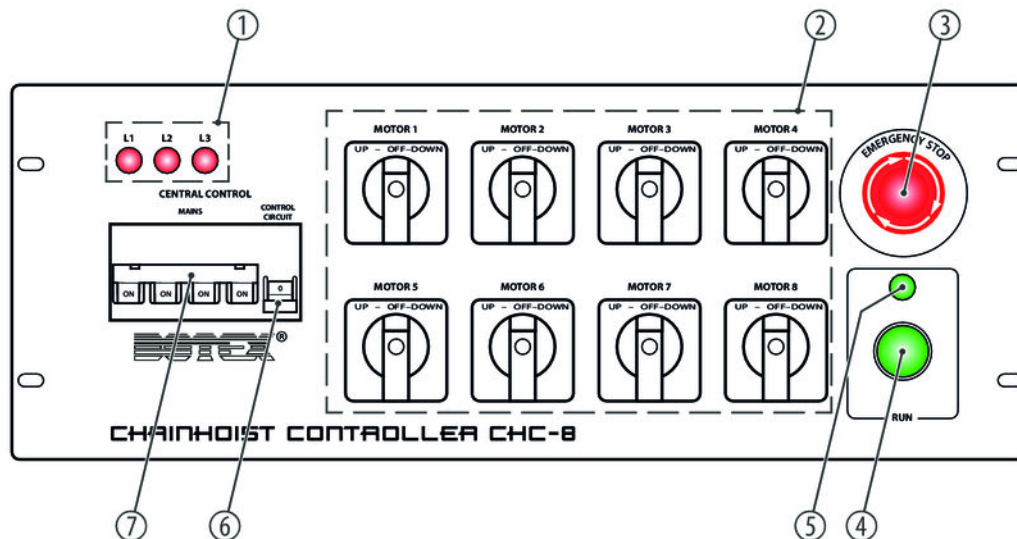 1 2 3
L1 L2 L3
CENTRAL CONTROL
MAINS
CONTROL
CIRCUIT
ON ON ON ON
0
BOTEX®
MOTOR 1 MOTOR 2 MOTOR 3 MOTOR 4
UP – OFF–DOWN UP – OFF–DOWN UP – OFF–DOWN UP – OFF–DOWN
MOTOR 5 MOTOR 6 MOTOR 7 MOTOR 8
UP – OFF–DOWN UP – OFF–DOWN UP – OFF–DOWN UP – OFF–DOWN
EMERGENCY STOP
RUN
CHAINHOIST CONTROLLER CHC-8
7 6 5 4